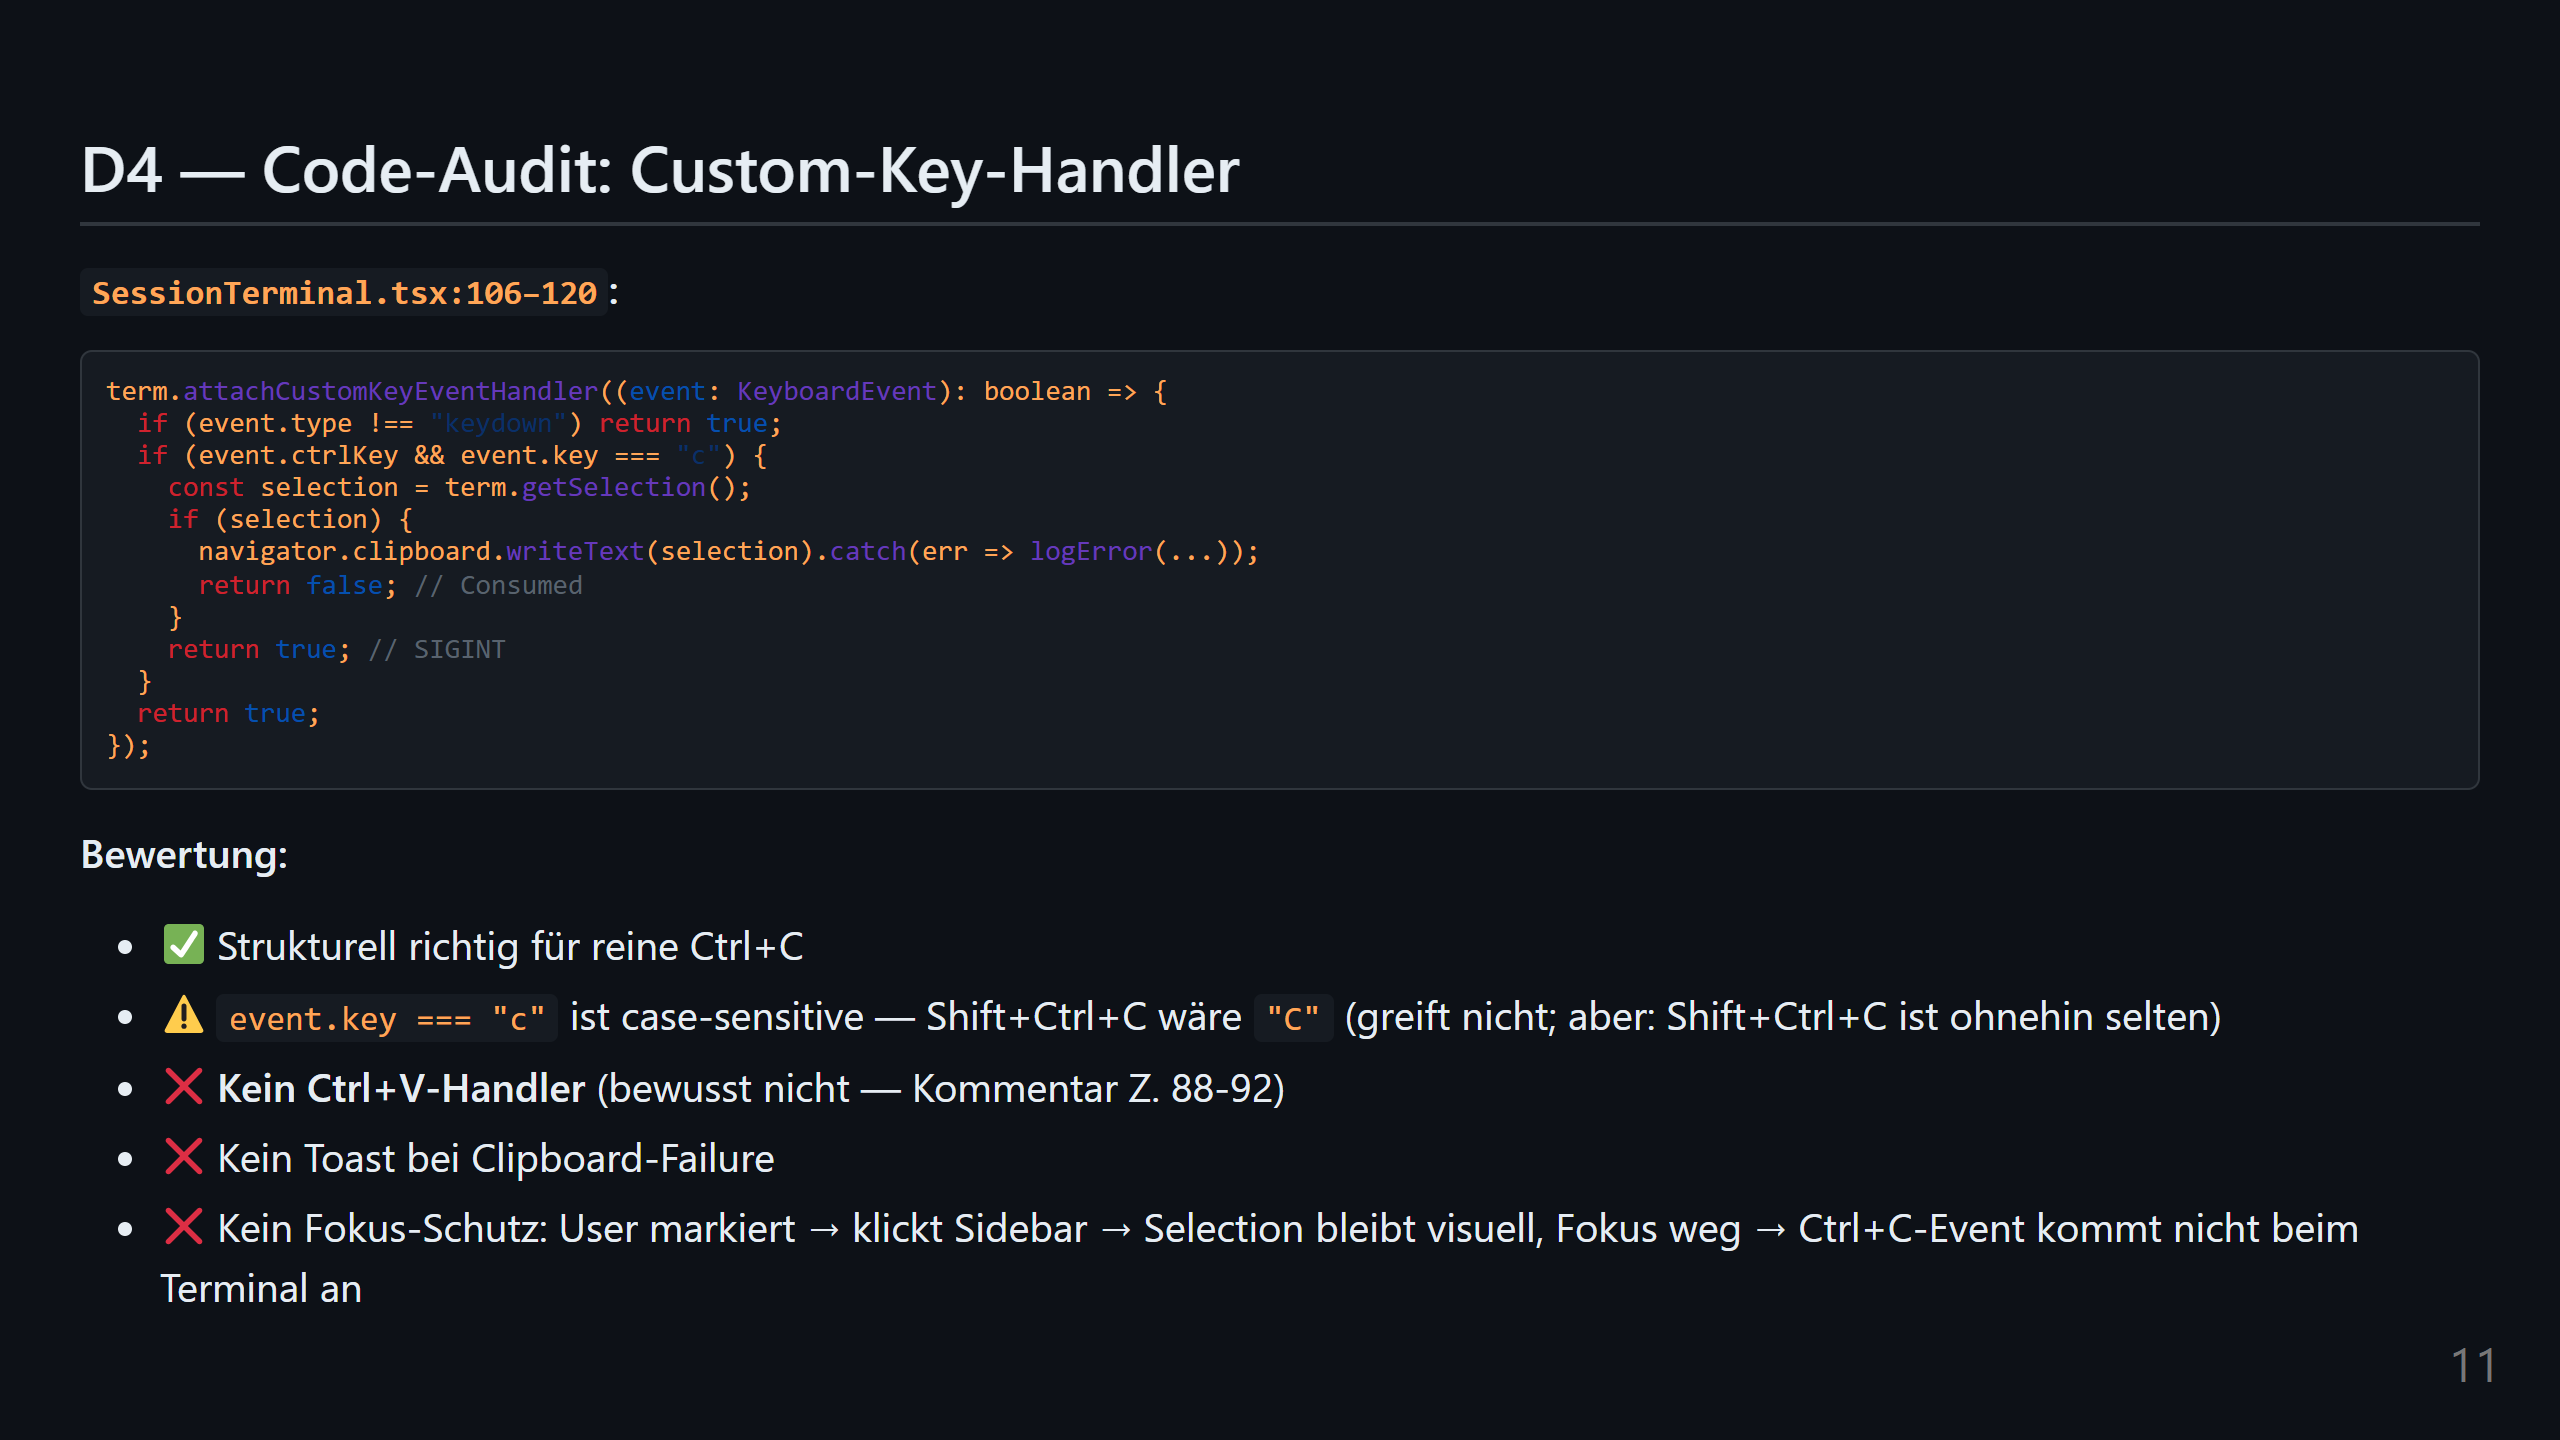 D4 — Code-Audit: Custom-Key-Handler
SessionTerminal.tsx:106–120:
term.attachCustomKeyEventHandler((event: KeyboardEvent): boolean => {
  if (event.type !== "keydown") return true;
  if (event.ctrlKey && event.key === "c") {
    const selection = term.getSelection();
    if (selection) {
      navigator.clipboard.writeText(selection).catch(err => logError(...));
      return false; // Consumed
    }
    return true; // SIGINT
  }
  return true;
});
Bewertung:
• ✅ Strukturell richtig für reine Ctrl+C
• ⚠️ event.key === "c" ist case-sensitive — Shift+Ctrl+C wäre "C" (greift nicht; aber: Shift+Ctrl+C ist ohnehin selten)
• ❌ Kein Ctrl+V-Handler (bewusst nicht — Kommentar Z. 88-92)
• ❌ Kein Toast bei Clipboard-Failure
• ❌ Kein Fokus-Schutz: User markiert → klickt Sidebar → Selection bleibt visuell, Fokus weg → Ctrl+C-Event kommt nicht beim
Terminal an
11